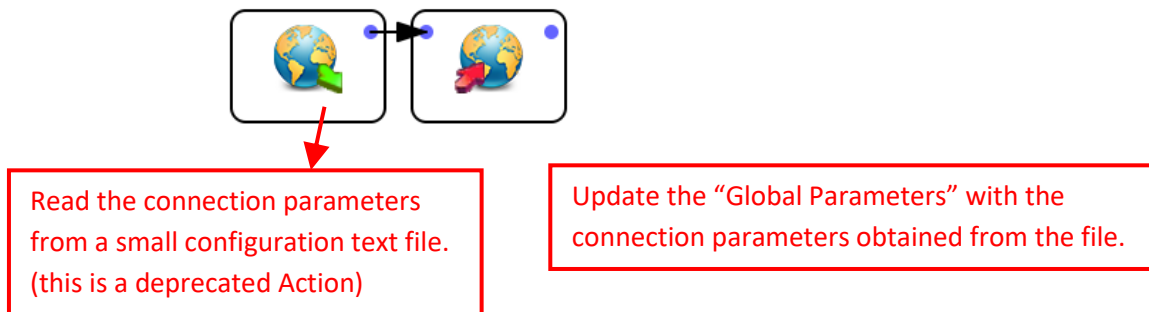 Read the connection parameters
from a small configuration text file.
(this is a deprecated Action)
Update the “Global Parameters” with the
connection parameters obtained from the file.